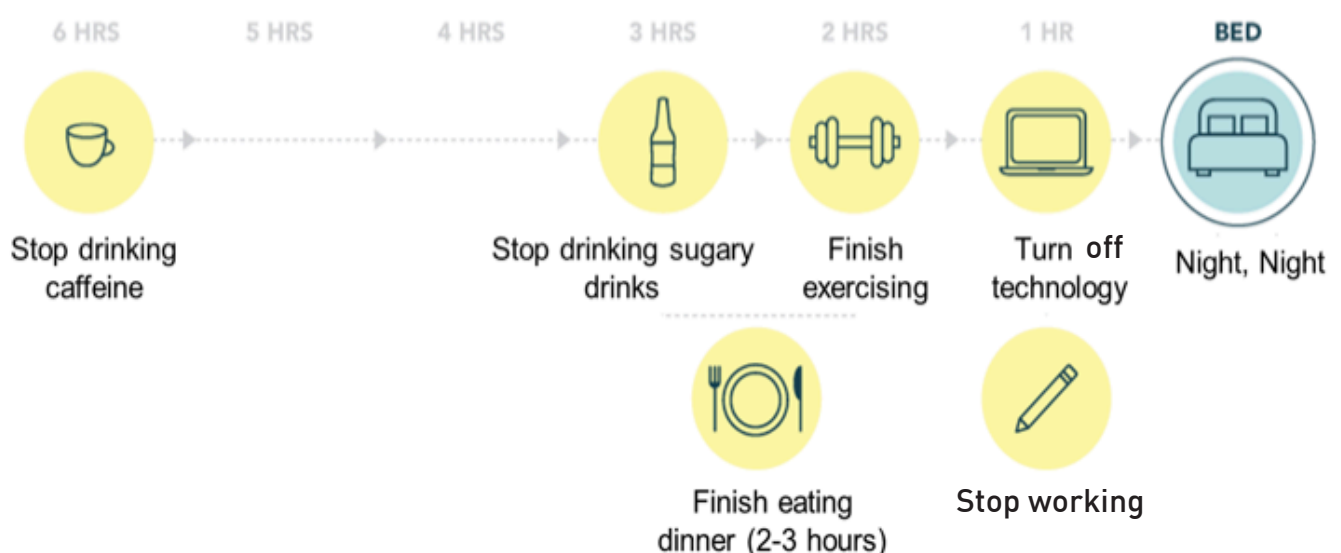 6 HRS 5 HRS 4 HRS 3 HRS 2 HRS 1 HR BED
Stop drinking
caffeine
Stop drinking sugary
drinks
Finish
exercising
Turn off
technology
Night, Night
Finish eating
dinner (2-3 hours)
Stop working